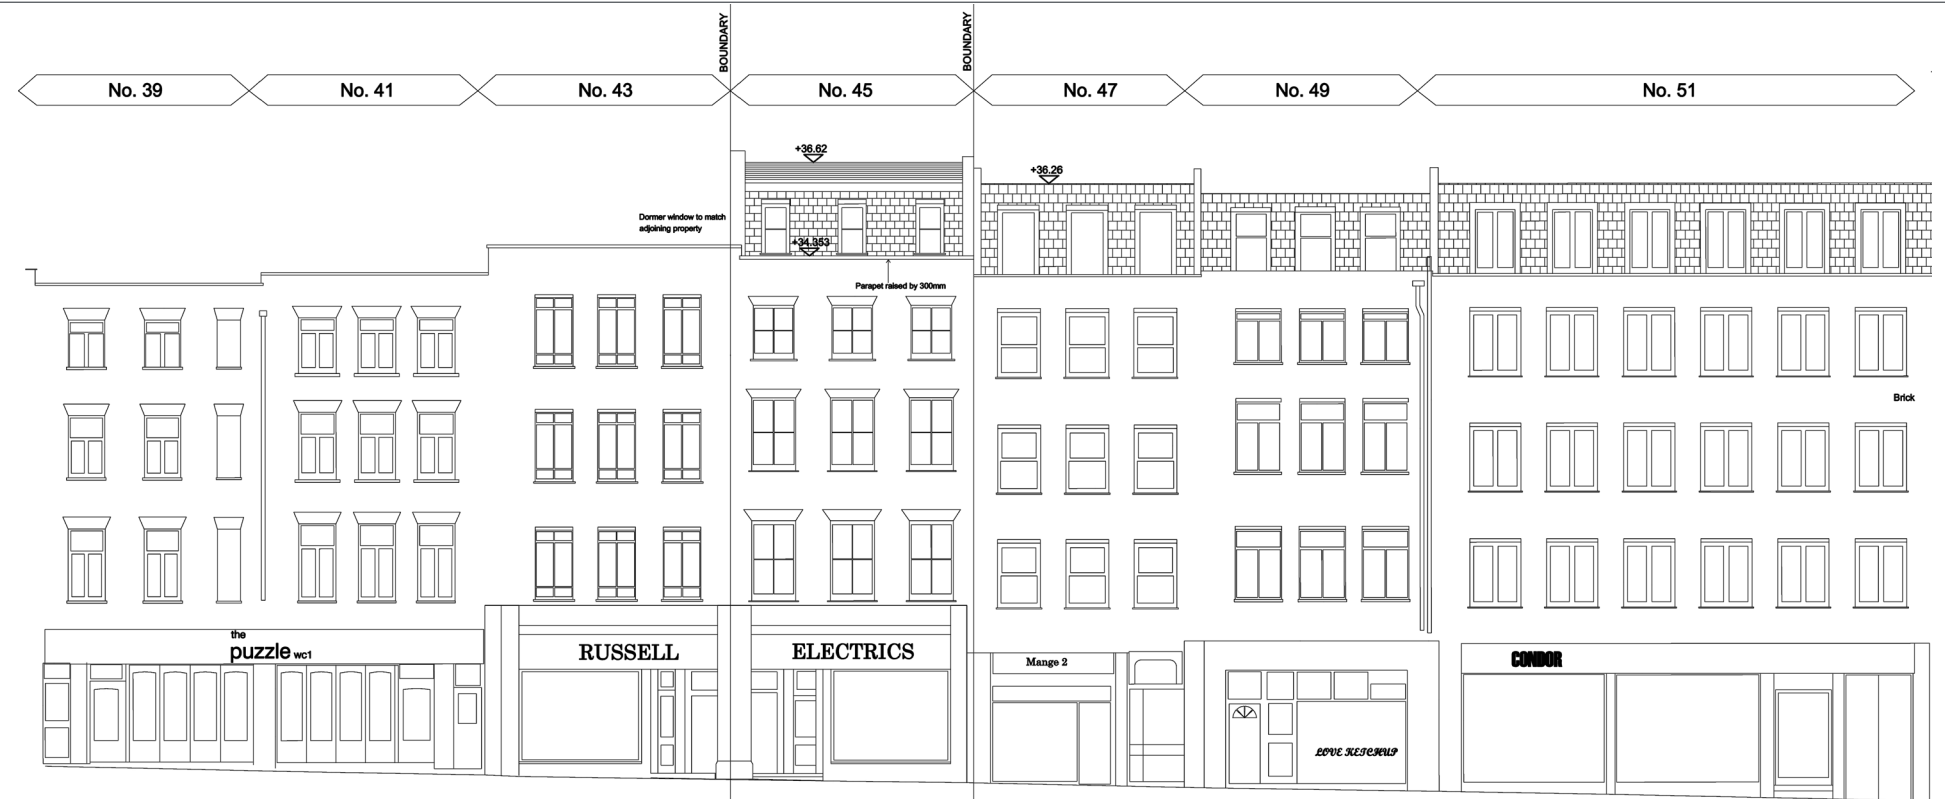 BOUNDARY
BOUNDARY
No. 39
No. 41
No. 43
No. 45
No. 47
No. 49
No. 51
+36.62
+36.26
Dormer window to match
adjoining property
+34.353
Parapet raised by 300mm
Brick
the
puzzle wc1
RUSSELL
ELECTRICS
Mange 2
CONDOR
LOVE KETCHUP